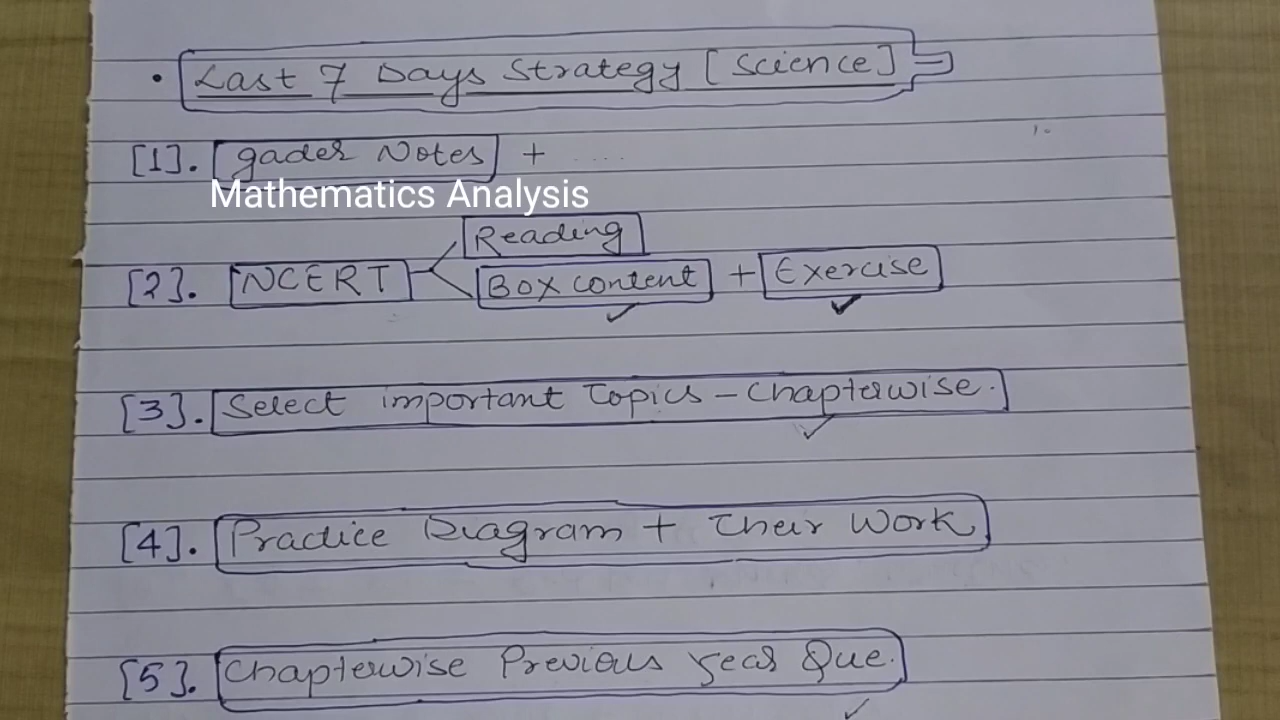 • Last 7 Days Strategy [Science]
[1]. gader Notes + ....
Mathematics Analysis
Reading
[2]. NCERT Box content + Exercise
[3]. Select important Topics - Chapterwise.
[4]. Practice Diagram + Their Work
[5]. Chapterwise Previous year Que.